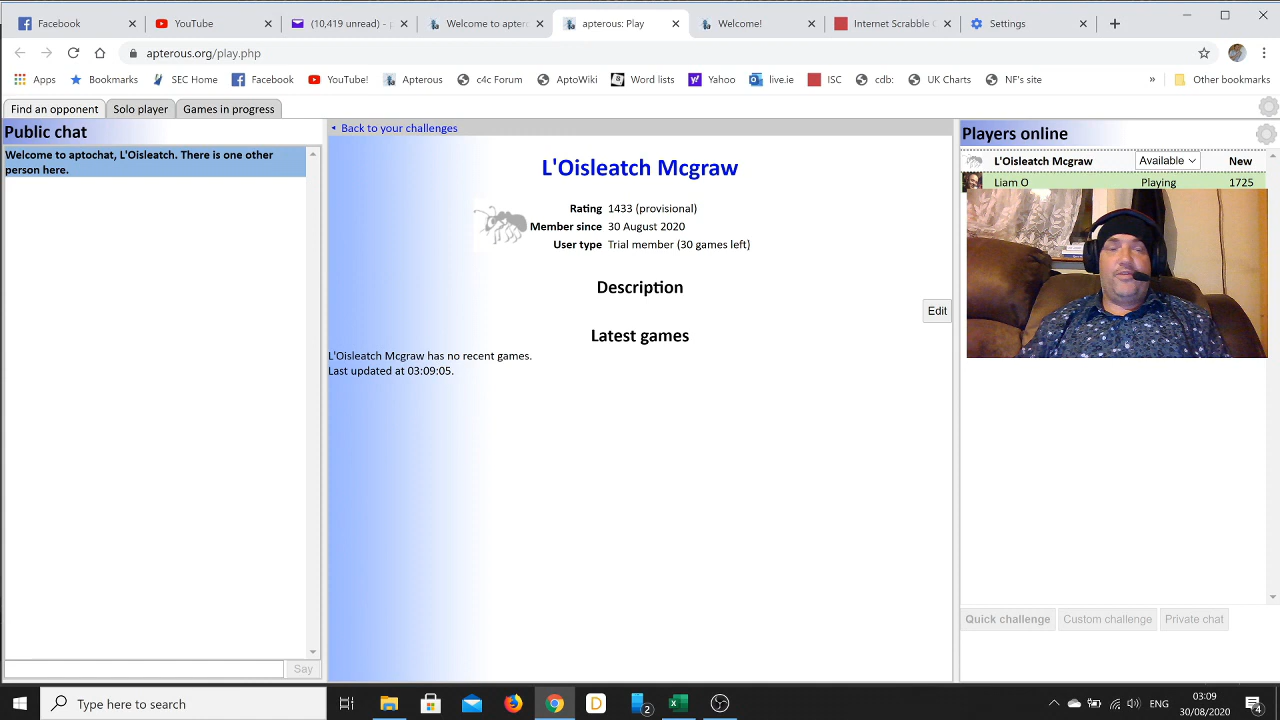 Facebook
YouTube
(10,419 unread) -
Welcome to apter
apterous: Play
Welcome!
Internet Scrabble
Settings
apterous.org/play.php
Apps
Bookmarks
SEC Home
Facebook
YouTube!
Apterous
c4c Forum
AptoWiki
Word lists
Yahoo
live.ie
ISC
cdb:
UK Charts
NF's site
»
Other bookmarks
Find an opponent
Solo player
Games in progress
Public chat
Welcome to aptochat, L'Oisleatch. There is one other
person here.
Say
Back to your challenges
L'Oisleatch Mcgraw
Rating 1433 (provisional)
Member since 30 August 2020
User type Trial member (30 games left)
Description
Edit
Latest games
L'Oisleatch Mcgraw has no recent games.
Last updated at 03:09:05.
Players online
L'Oisleatch Mcgraw Available New
Liam O Playing 1725
Quick challenge
Custom challenge
Private chat
Type here to search
2
ENG
03:09
30/08/2020
4